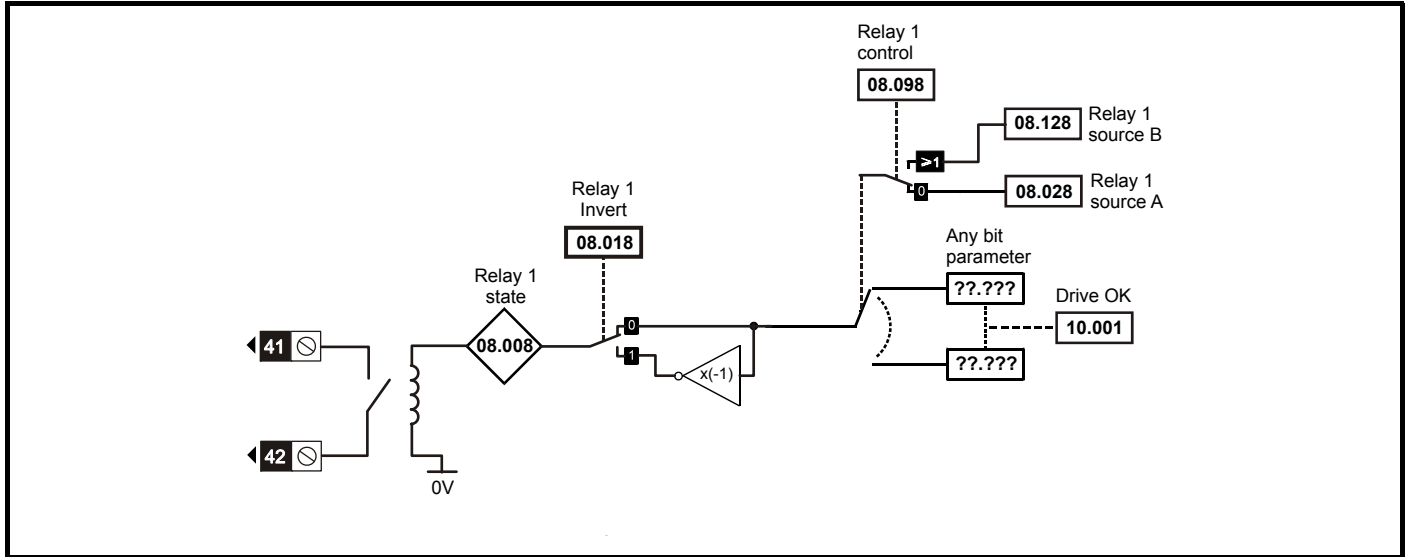 Relay 1
control
08.098
08.128
Relay 1
source B
>1
0
08.028
Relay 1
source A
Relay 1
Invert
08.018
Any bit
parameter
??.???
Drive OK
10.001
??.???
Relay 1
state
08.008
0
1
x(-1)
41
42
0V